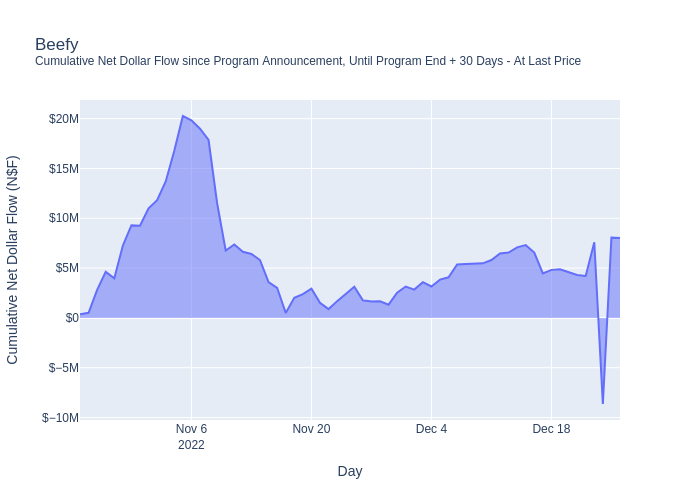 Beefy
Cumulative Net Dollar Flow since Program Announcement, Until Program End + 30 Days - At Last Price
Cumulative Net Dollar Flow (N$F)
$20M
$15M
$10M
$5M
$0
$−5M
$−10M
Nov 6
2022
Nov 20
Dec 4
Dec 18
Day